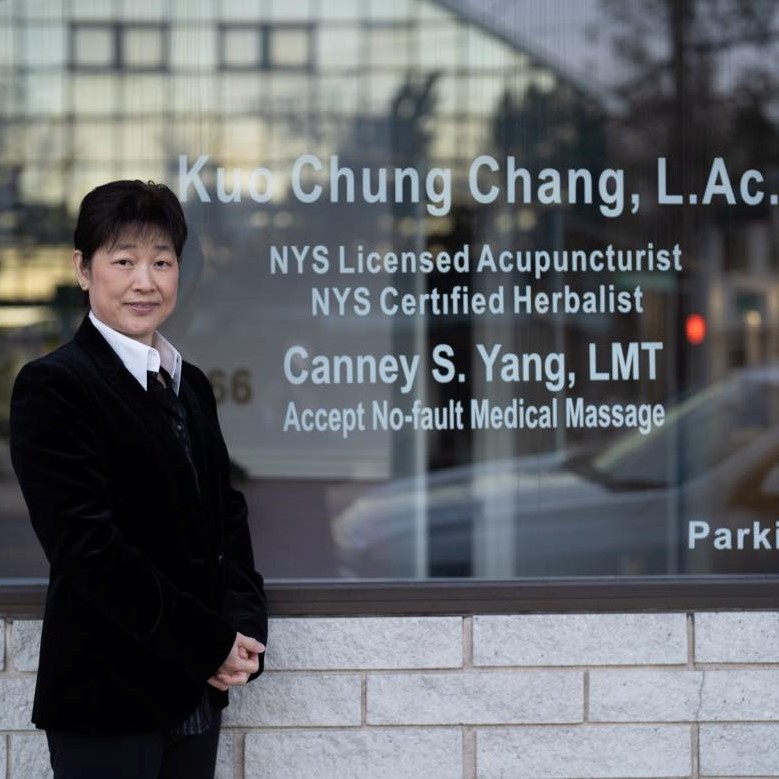 Kuo Chung Chang, L.Ac.
NYS Licensed Acupuncturist
NYS Certified Herbalist
Canney S. Yang, LMT
66
Accept No-fault Medical Massage
Parki